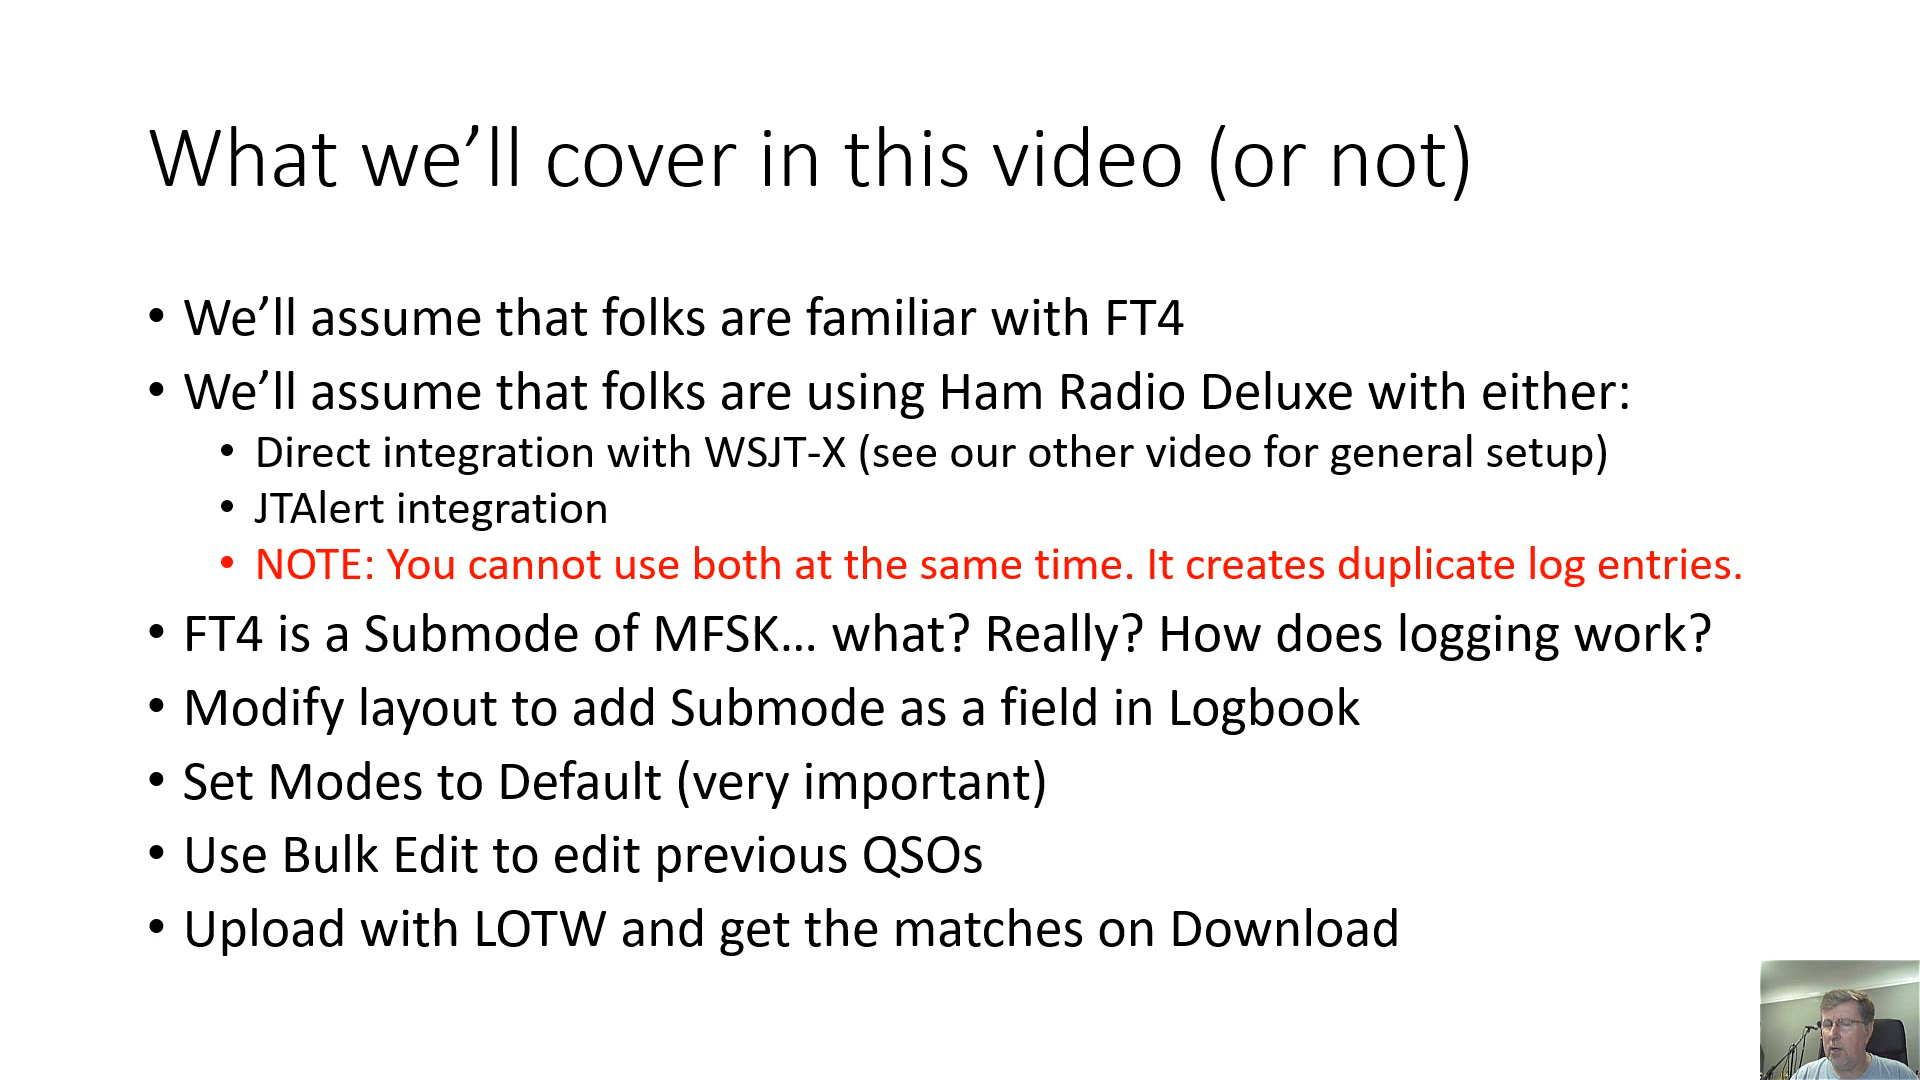 What we’ll cover in this video (or not)
• We’ll assume that folks are familiar with FT4
• We’ll assume that folks are using Ham Radio Deluxe with either:
• Direct integration with WSJT-X (see our other video for general setup)
• JTAlert integration
• NOTE: You cannot use both at the same time. It creates duplicate log entries.
• FT4 is a Submode of MFSK… what? Really? How does logging work?
• Modify layout to add Submode as a field in Logbook
• Set Modes to Default (very important)
• Use Bulk Edit to edit previous QSOs
• Upload with LOTW and get the matches on Download